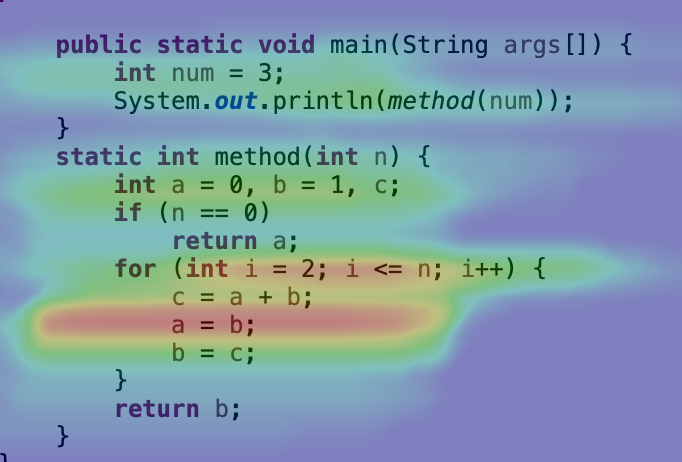 public static void main(String args[]) {
int num = 3;
System.out.println(method(num));
}
static int method(int n) {
int a = 0, b = 1, c;
if (n == 0)
return a;
for (int i = 2; i <= n; i++) {
c = a + b;
a = b;
b = c;
}
return b;
}
}